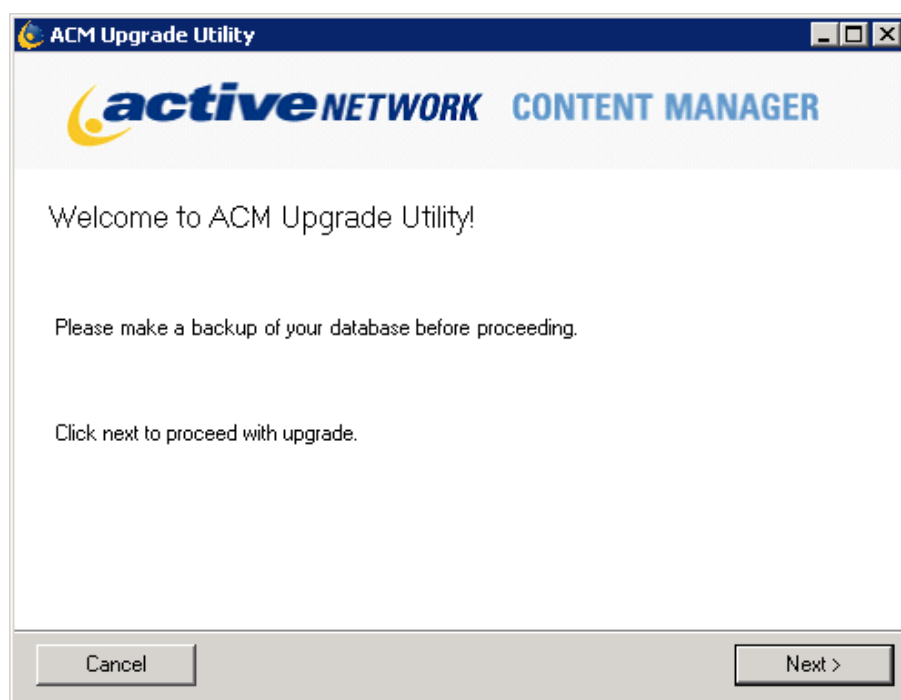 ACM Upgrade Utility
active NETWORK CONTENT MANAGER
Welcome to ACM Upgrade Utility!
Please make a backup of your database before proceeding.
Click next to proceed with upgrade.
Cancel
Next >